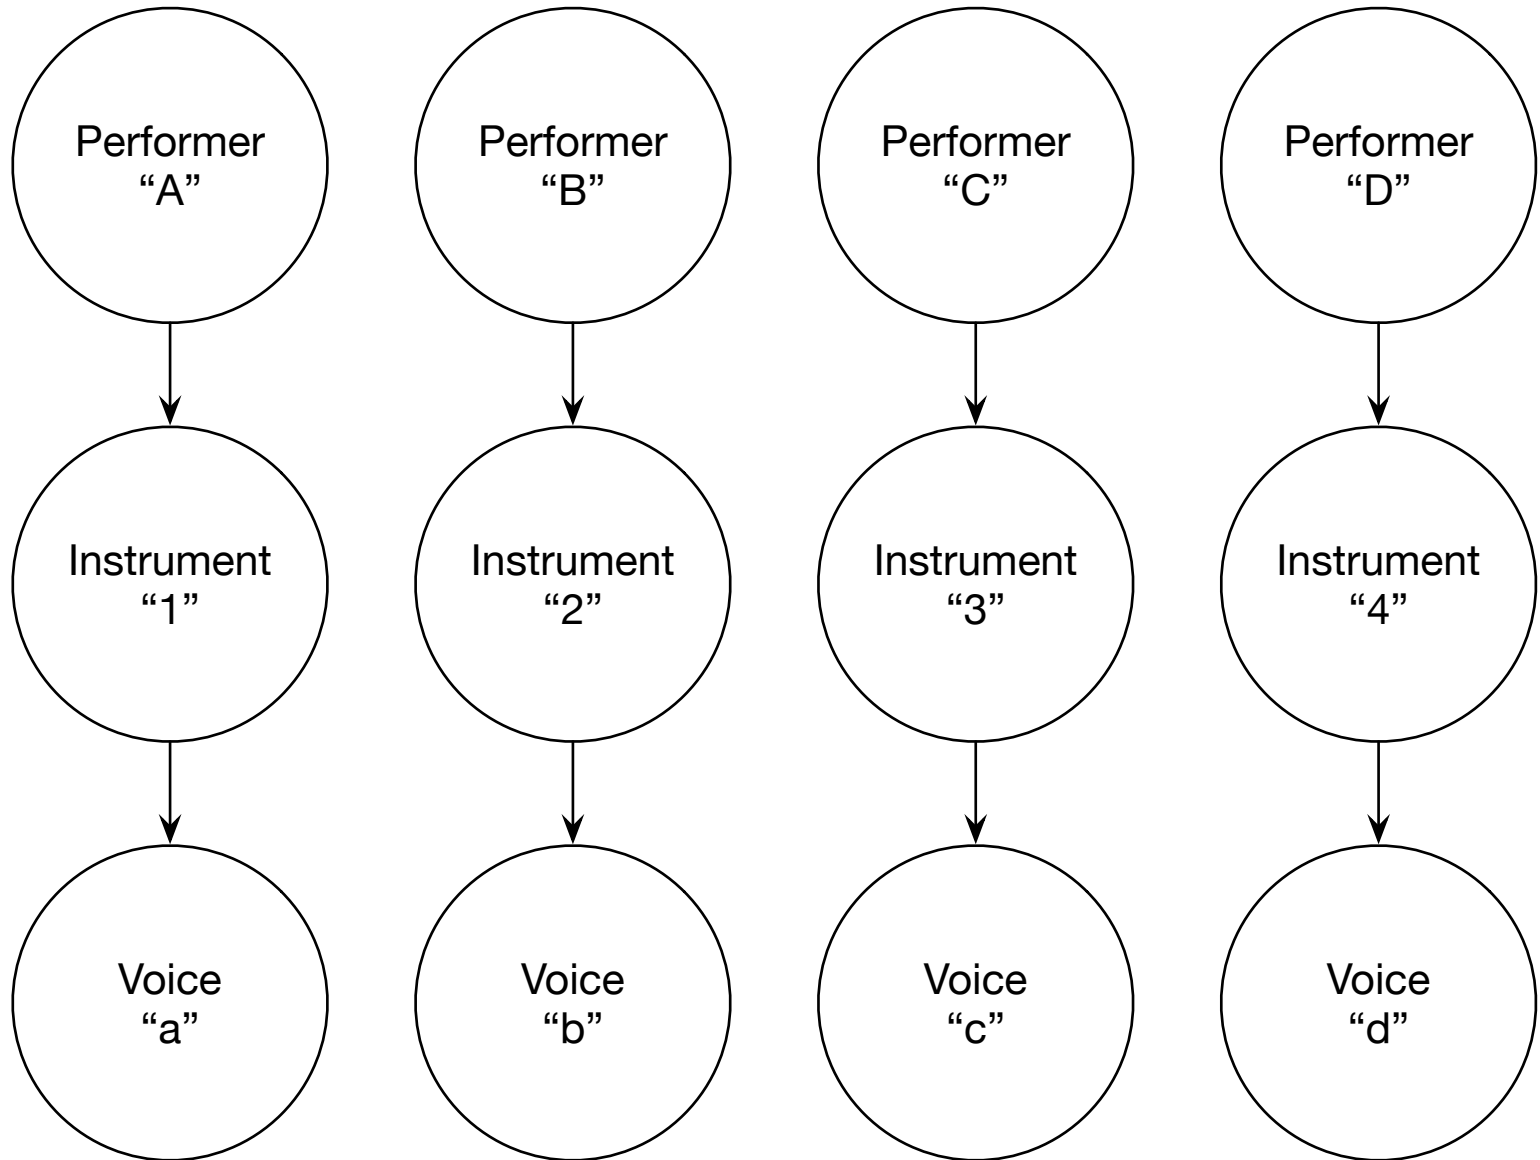 Performer
“A”
Performer
“B”
Performer
“C”
Performer
“D”
Instrument
“1”
Instrument
“2”
Instrument
“3”
Instrument
“4”
Voice
“a”
Voice
“b”
Voice
“c”
Voice
“d”